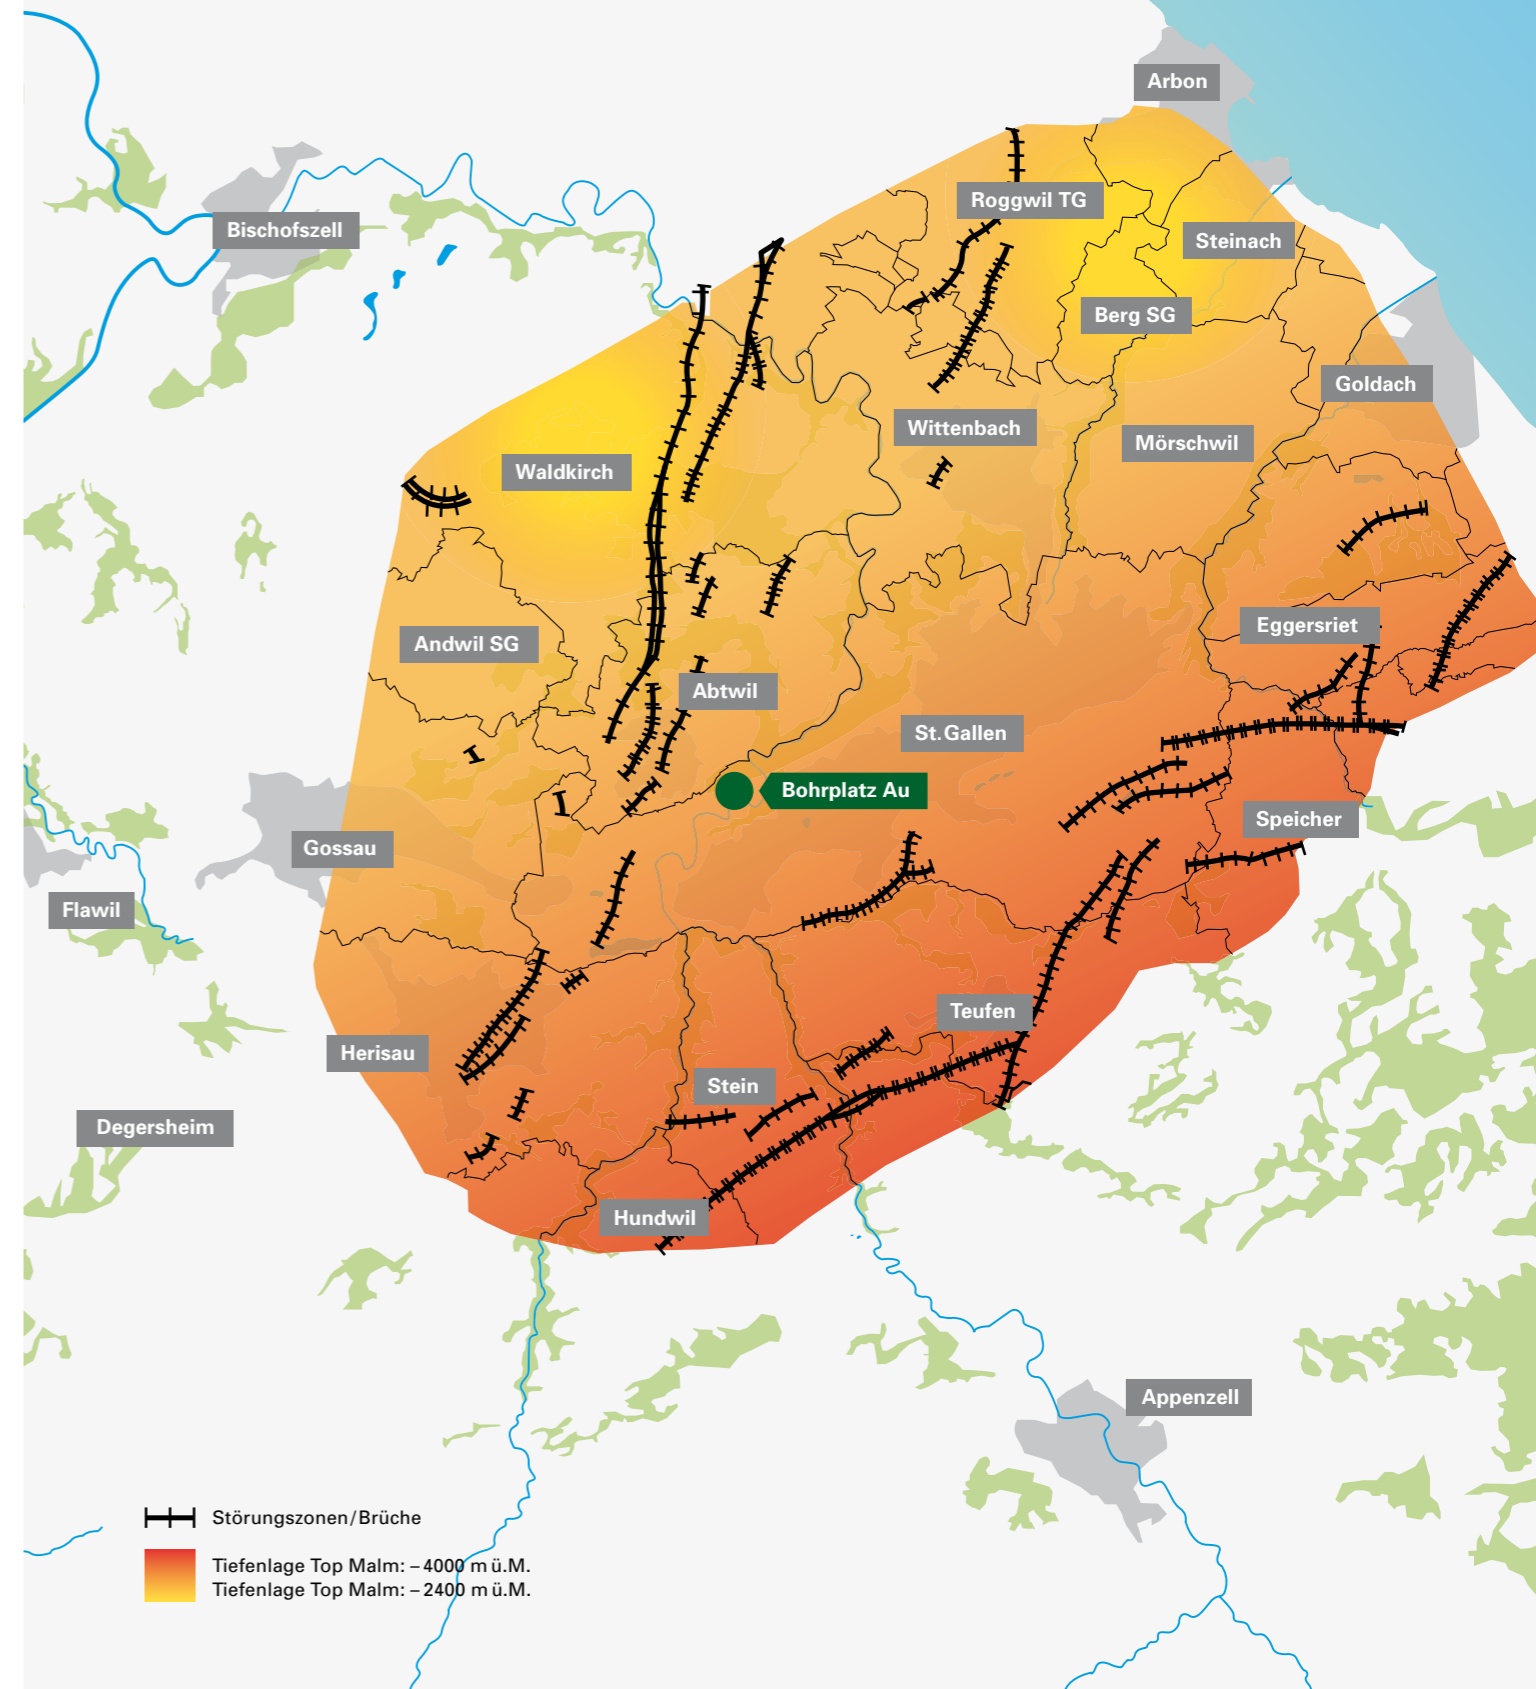 Arbon
Roggwil TG
Bischofszell
Steinach
Berg SG
Goldach
Wittenbach
Mörschwil
Waldkirch
Eggersriet
Andwil SG
Abtwil
St. Gallen
Bohrplatz Au
Speicher
Gossau
Flawil
Teufen
Herisau
Stein
Degersheim
Hundwil
Appenzell
Störungszonen/Brüche
Tiefenlage Top Malm: –4000 m ü.M.
Tiefenlage Top Malm: –2400 m ü.M.